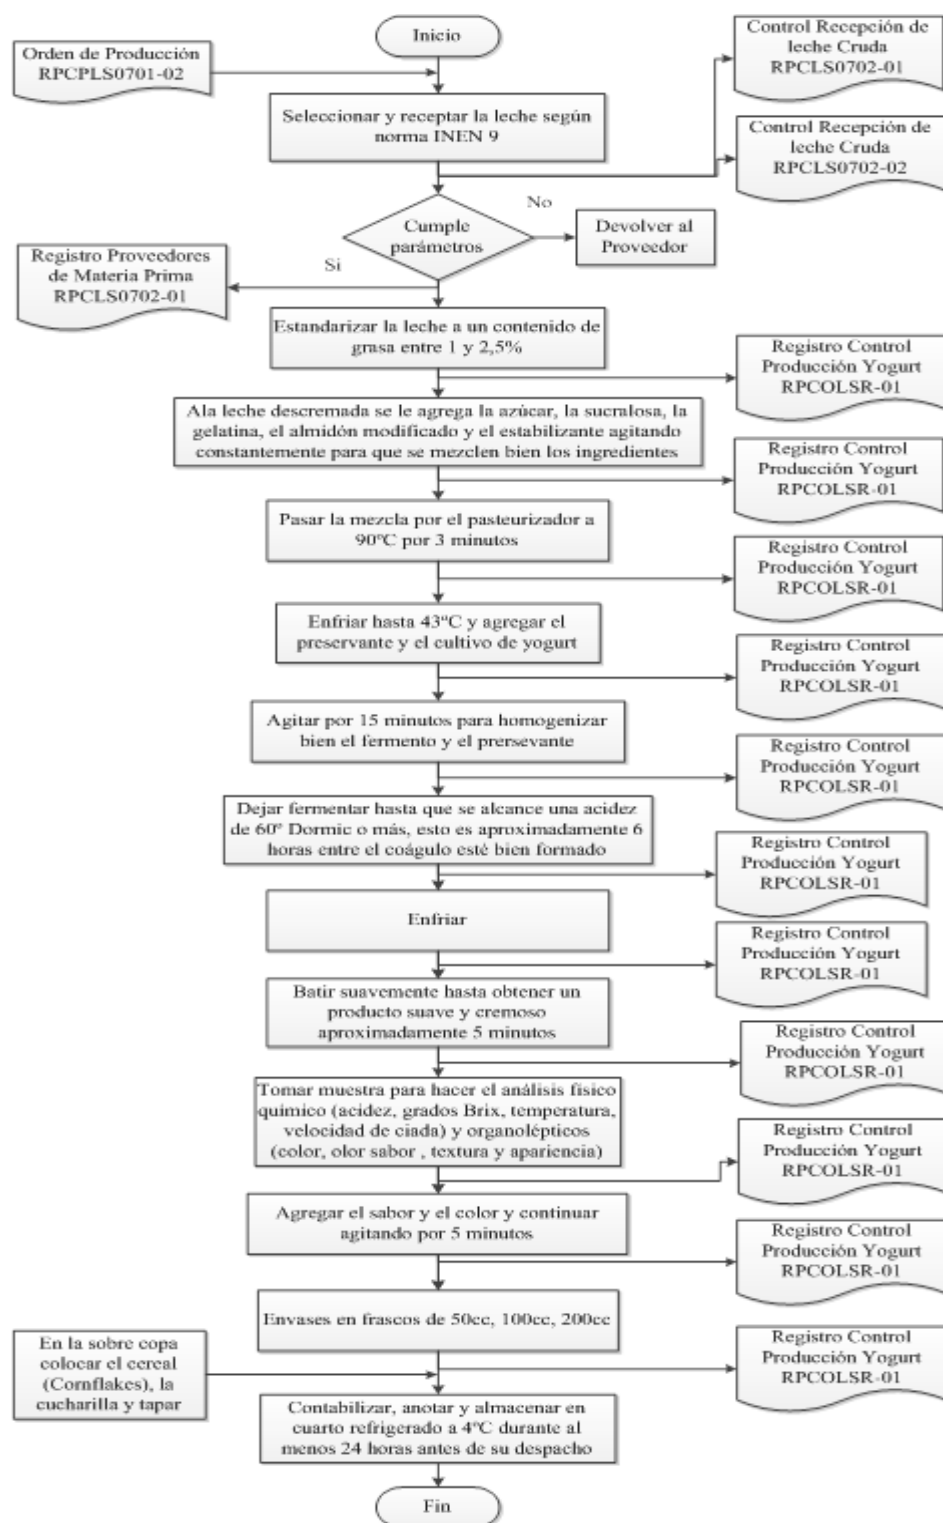 Inicio
Orden de Producción
RPCPLS0701-02
Control Recepción de
leche Cruda
RPCLS0702-01
Seleccionar y receptar la leche según
norma INEN 9
Control Recepción de
leche Cruda
RPCLS0702-02
No
Cumple
parámetros
Devolver al
Proveedor
Si
Registro Proveedores
de Materia Prima
RPCLS0702-01
Estandarizar la leche a un contenido de
grasa entre 1 y 2,5%
Registro Control
Producción Yogurt
RPCOLSR-01
Ala leche descremada se le agrega la azúcar, la sucralosa, la
gelatina, el almidón modificado y el estabilizante agitando
constantemente para que se mezclen bien los ingredientes
Registro Control
Producción Yogurt
RPCOLSR-01
Pasar la mezcla por el pasteurizador a
90ºC por 3 minutos
Registro Control
Producción Yogurt
RPCOLSR-01
Enfriar hasta 43ºC y agregar el
preservante y el cultivo de yogurt
Registro Control
Producción Yogurt
RPCOLSR-01
Agitar por 15 minutos para homogenizar
bien el fermento y el prersevante
Registro Control
Producción Yogurt
RPCOLSR-01
Dejar fermentar hasta que se alcance una acidez
de 60º Dormic o más, esto es aproximadamente 6
horas entre el coágulo esté bien formado
Registro Control
Producción Yogurt
RPCOLSR-01
Enfriar
Registro Control
Producción Yogurt
RPCOLSR-01
Batir suavemente hasta obtener un
producto suave y cremoso
aproximadamente 5 minutos
Registro Control
Producción Yogurt
RPCOLSR-01
Tomar muestra para hacer el análisis físico
químico (acidez, grados Brix, temperatura,
velocidad de ciada) y organolépticos
(color, olor sabor , textura y apariencia)
Registro Control
Producción Yogurt
RPCOLSR-01
Agregar el sabor y el color y continuar
agitando por 5 minutos
Registro Control
Producción Yogurt
RPCOLSR-01
Envases en frascos de 50cc, 100cc, 200cc
En la sobre copa
colocar el cereal
(Cornflakes), la
cucharilla y tapar
Registro Control
Producción Yogurt
RPCOLSR-01
Contabilizar, anotar y almacenar en
cuarto refrigerado a 4ºC durante al
menos 24 horas antes de su despacho
Fin